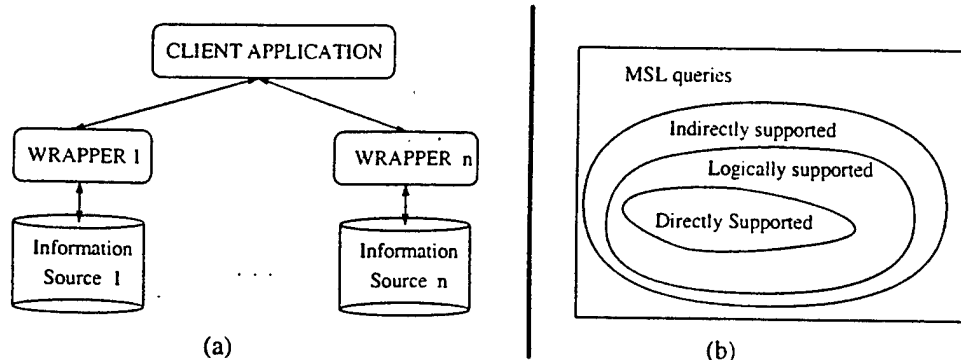 CLIENT APPLICATION
WRAPPER 1
WRAPPER n
Information
Source 1
. . .
Information
Source n
(a)
MSL queries
Indirectly supported
Logically supported
Directly Supported
(b)